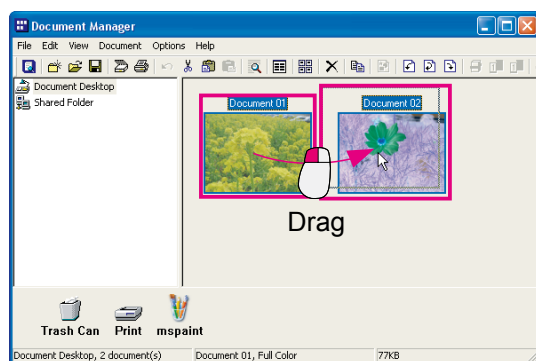 Document Manager
File Edit View Document Options Help
Document Desktop
Shared Folder
Document 01 Document 02
Drag
Trash Can Print mspaint
Document Desktop, 2 document(s) Document 01, Full Color 77KB